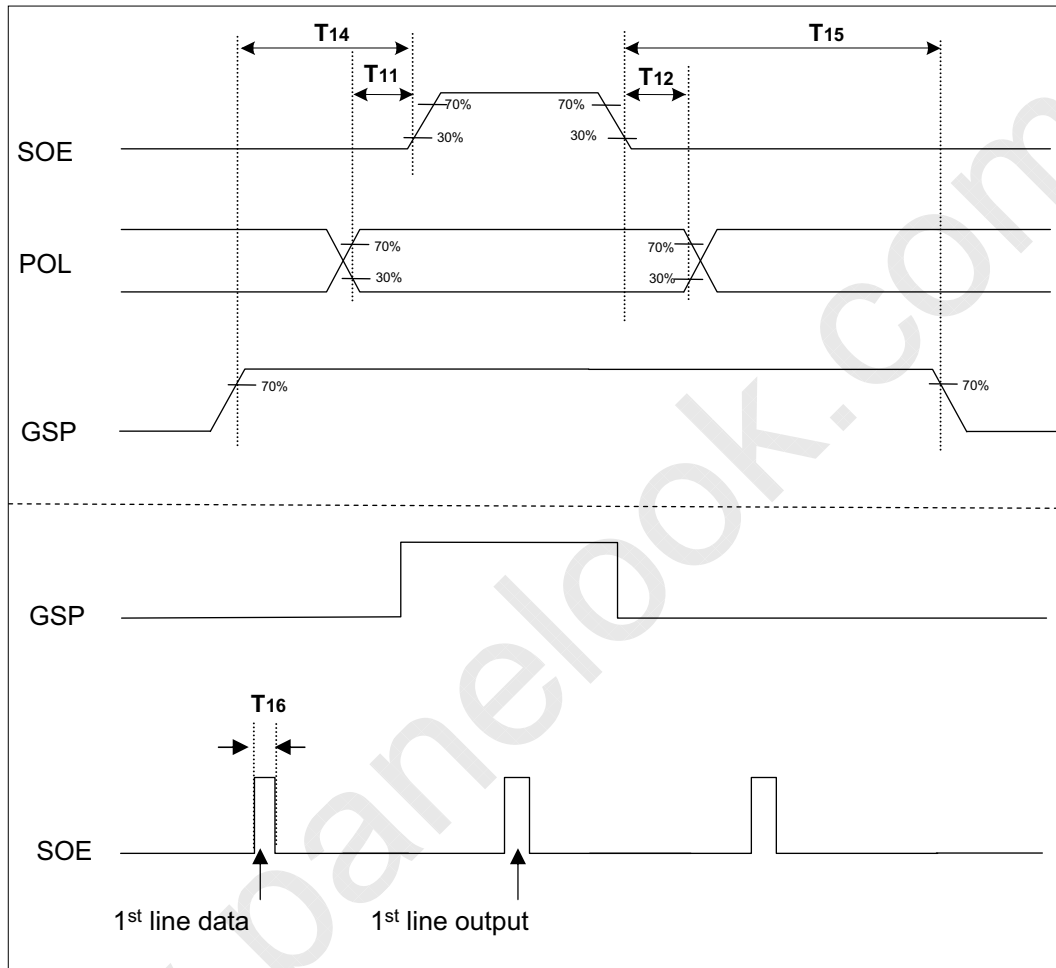 T14
T15
T11
T12
70%
70%
SOE
30%
30%
70%
70%
POL
30%
30%
70%
70%
GSP
GSP
T16
SOE
1st line data
1st line output
panelook.com